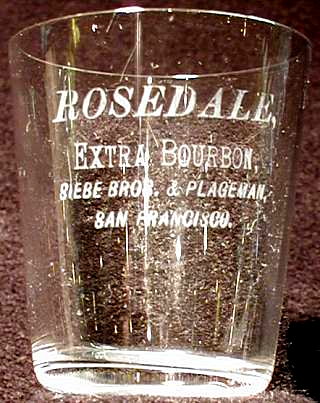 ROSEDALE,
EXTRA BOURBON,
SIEBE BROS. & PLAGEMAN,
SAN FRANCISCO.